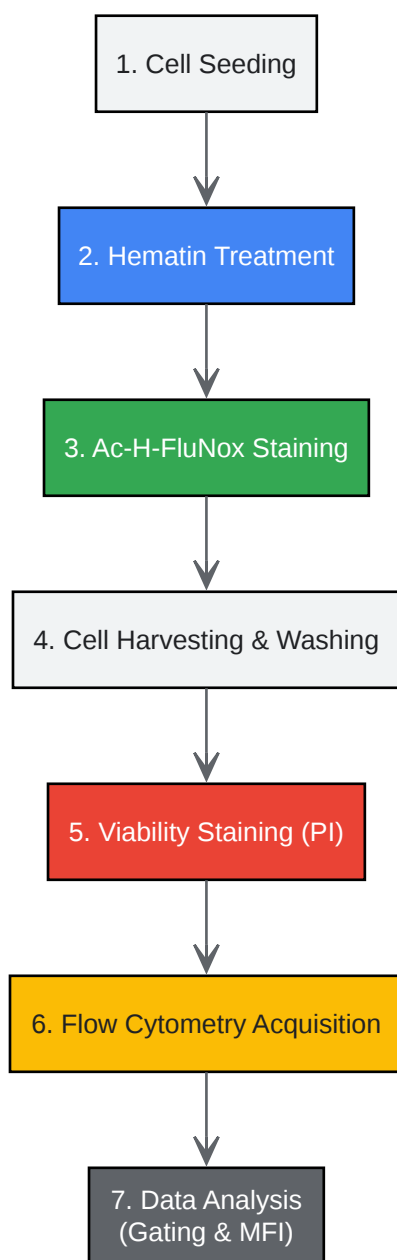 1. Cell Seeding
2. Hematin Treatment
3. Ac-H-FluNox Staining
4. Cell Harvesting & Washing
5. Viability Staining (PI)
6. Flow Cytometry Acquisition
7. Data Analysis
(Gating & MFI)